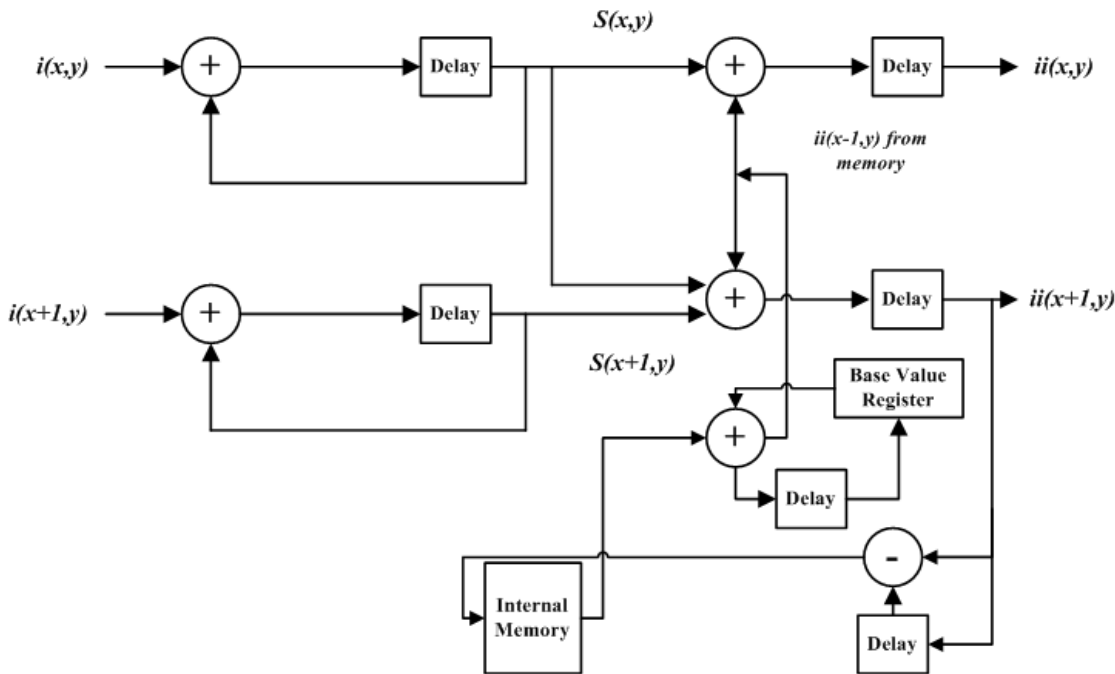 S(x,y)
i(x,y)
+
Delay
+
Delay
ii(x,y)
ii(x-1,y) from
memory
i(x+1,y)
+
Delay
+
Delay
ii(x+1,y)
S(x+1,y)
Base Value
Register
+
Delay
-
Internal
Memory
Delay